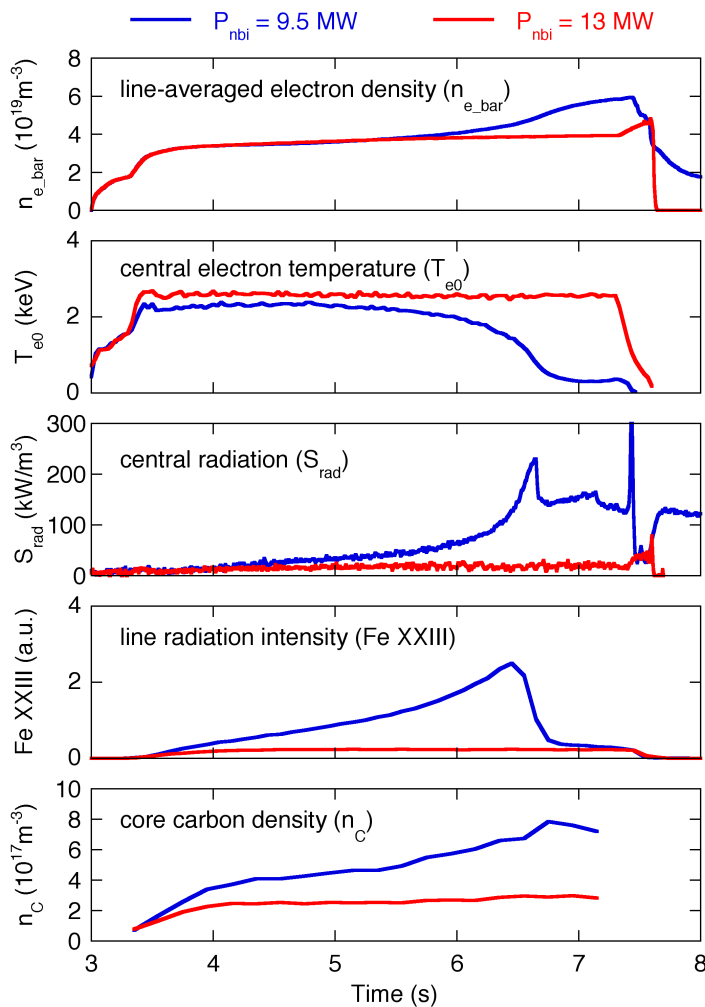 P_nbi = 9.5 MW P_nbi = 13 MW
line-averaged electron density (n_e_bar)
n_e_bar (10^19m^-3)
8
6
4
2
0
central electron temperature (T_e0)
T_e0 (keV)
4
2
0
central radiation (S_rad)
S_rad (kW/m^3)
300
200
100
0
line radiation intensity (Fe XXIII)
Fe XXIII (a.u.)
4
2
0
core carbon density (n_C)
n_C (10^17m^-3)
10
8
6
4
2
0
3 4 5 6 7 8
Time (s)